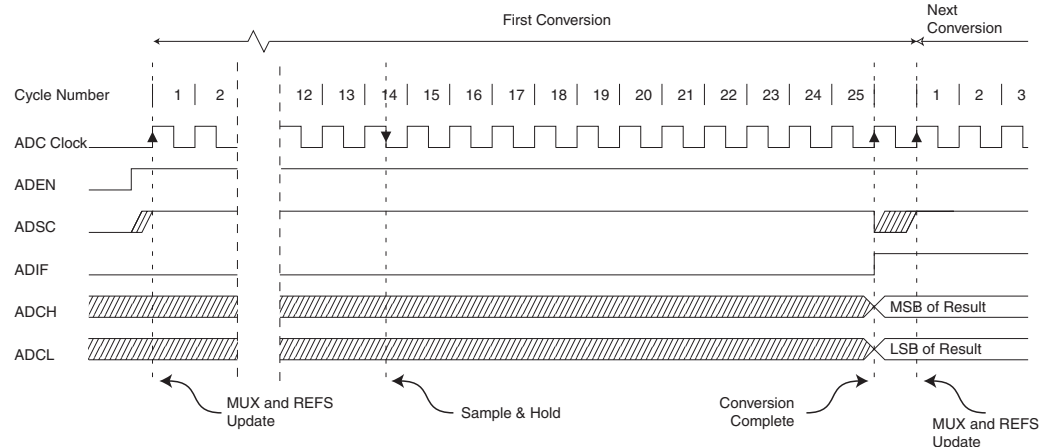 First Conversion
Next
Conversion
Cycle Number 1 2 12 13 14 15 16 17 18 19 20 21 22 23 24 25 1 2 3
ADC Clock
ADEN
ADSC
ADIF
ADCH MSB of Result
ADCL LSB of Result
MUX and REFS
Update
Sample & Hold
Conversion
Complete
MUX and REFS
Update